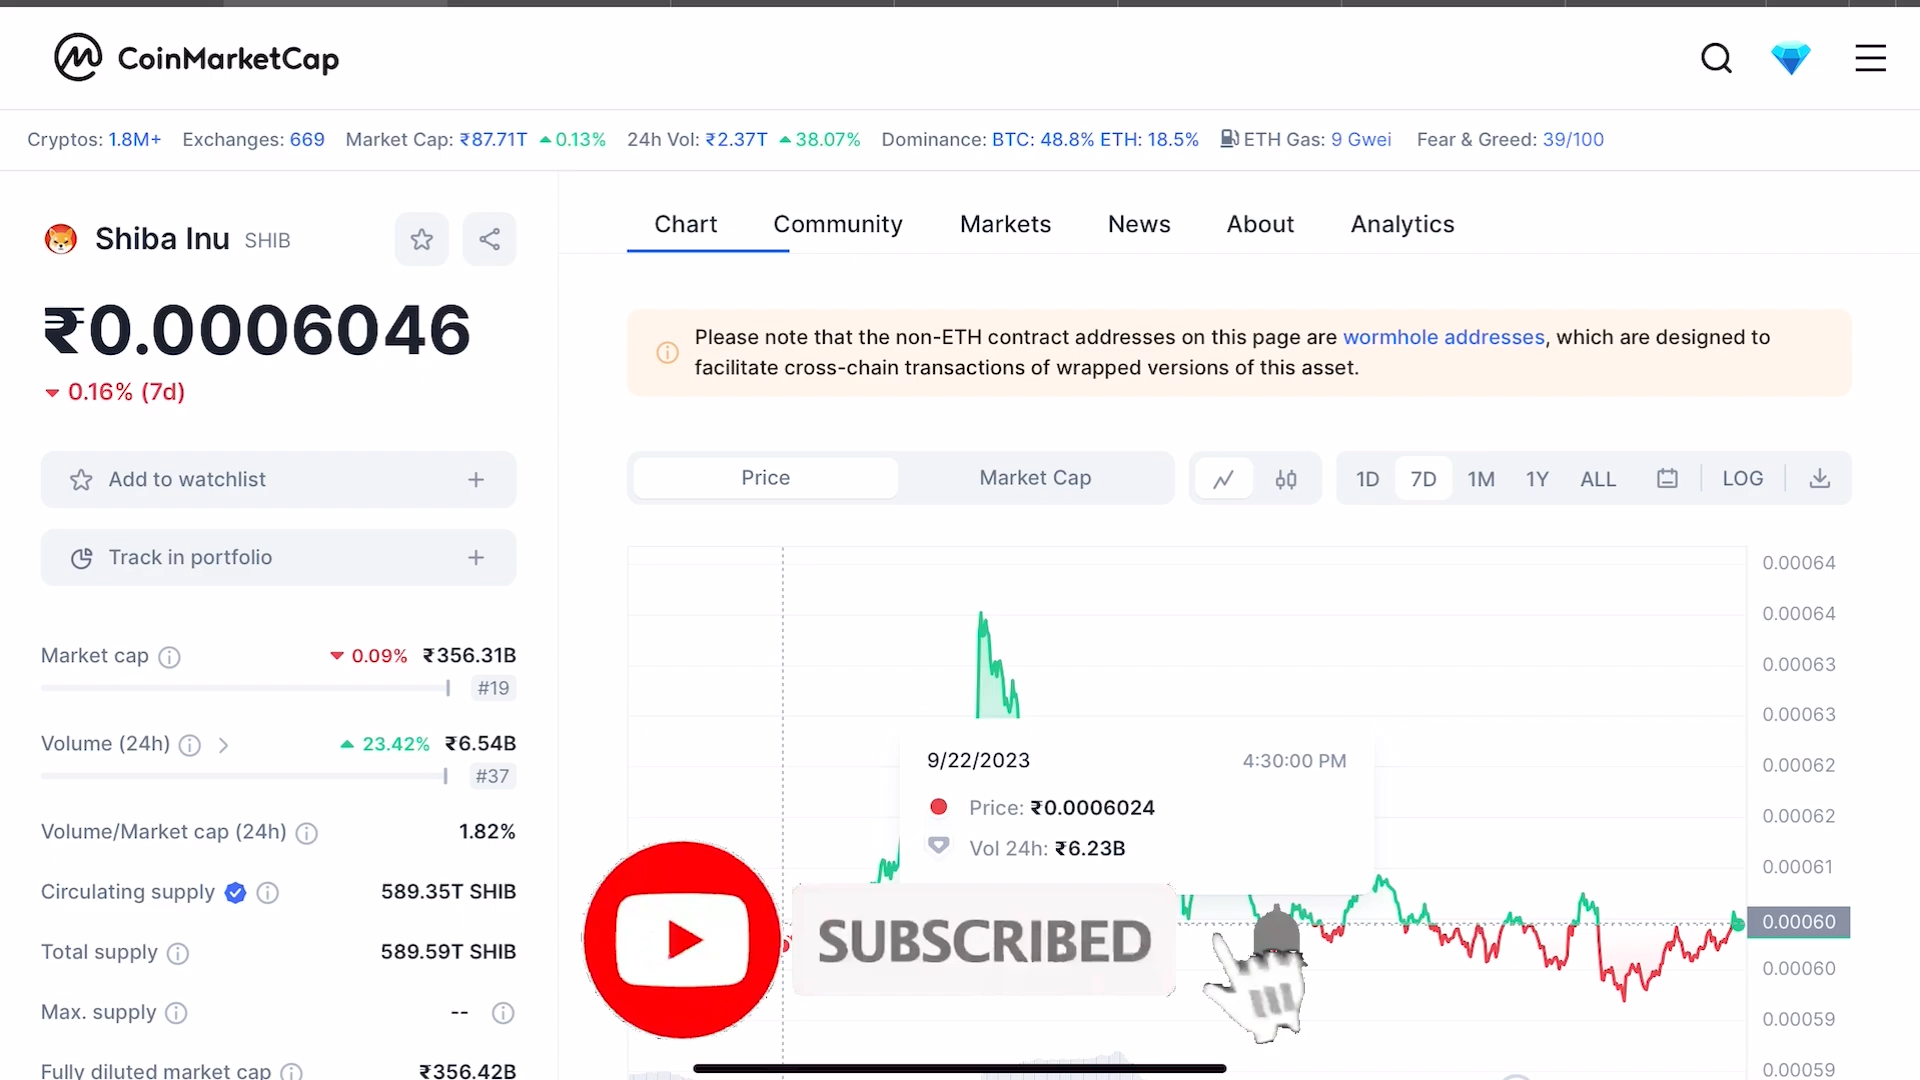 CoinMarketCap
Cryptos: 1.8M+ Exchanges: 669 Market Cap: ₹87.71T 0.13% 24h Vol: ₹2.37T 38.07% Dominance: BTC: 48.8% ETH: 18.5% ETH Gas: 9 Gwei Fear & Greed: 39/100
Shiba Inu SHIB
₹0.0006046
0.16% (7d)
Add to watchlist +
Track in portfolio +
Market cap 0.09% ₹356.31B
#19
Volume (24h) 23.42% ₹6.54B
#37
Volume/Market cap (24h) 1.82%
Circulating supply 589.35T SHIB
Total supply 589.59T SHIB
Max. supply --
Fully diluted market cap ₹356.42B
Chart Community Markets News About Analytics
Please note that the non-ETH contract addresses on this page are wormhole addresses, which are designed to
facilitate cross-chain transactions of wrapped versions of this asset.
Price Market Cap 1D 7D 1M 1Y ALL LOG
0.00064
0.00064
0.00063
0.00063
0.00062
0.00062
0.00061
0.00060
0.00060
0.00059
0.00059
9/22/2023 4:30:00 PM
Price: ₹0.0006024
Vol 24h: ₹6.23B
SUBSCRIBED